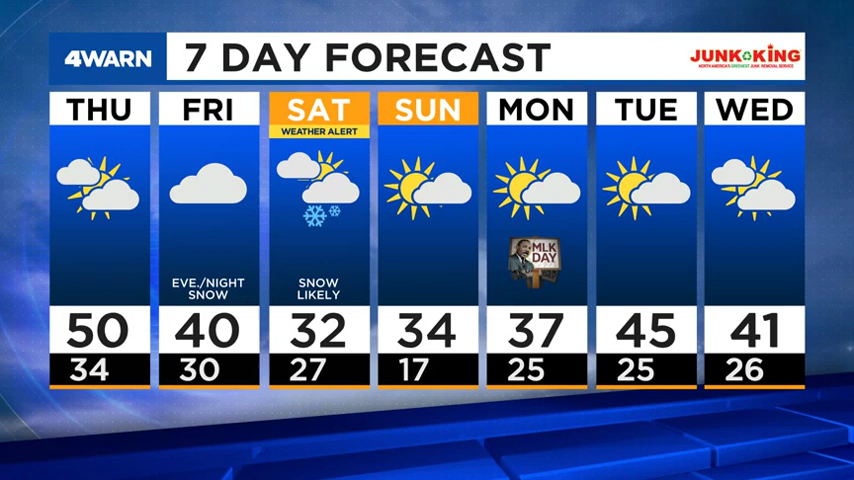 4WARN 7 DAY FORECAST
JUNK KING
NORTH AMERICA'S GREENEST JUNK REMOVAL SERVICE
THU FRI SAT SUN MON TUE WED
WEATHER ALERT
MLK
DAY
EVE./NIGHT
SNOW
SNOW
LIKELY
50 40 32 34 37 45 41
34 30 27 17 25 25 26